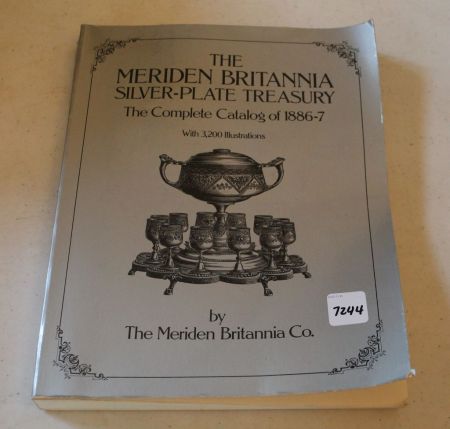 THE
MERIDEN BRITANNIA
SILVER-PLATE TREASURY
The Complete Catalog of 1886-7
With 3,200 Illustrations
7244
by
The Meriden Britannia Co.